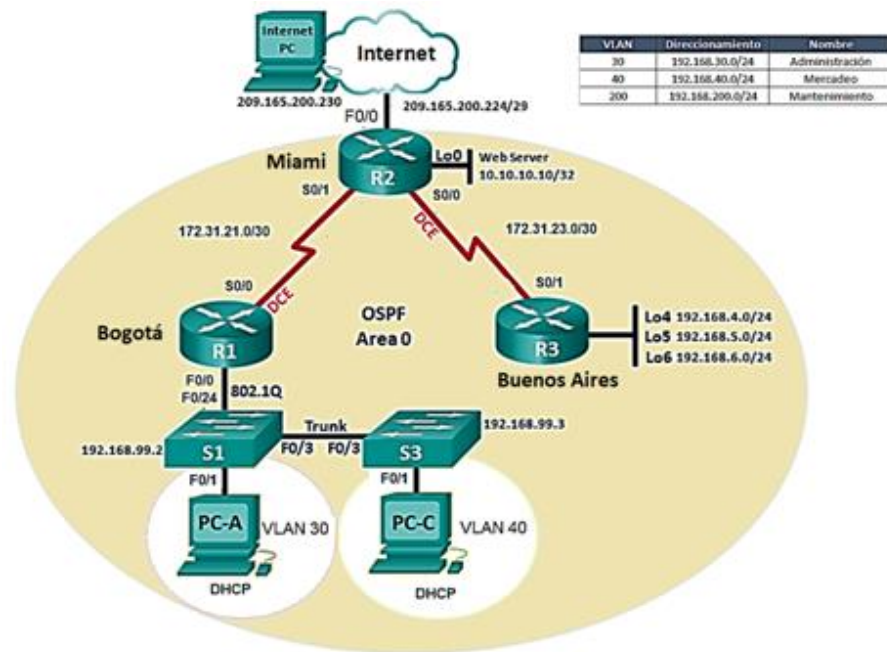 Internet
PC
Internet
209.165.200.230
209.165.200.224/29
F0/0
VLAN Direccionamiento Nombre
30 192.168.30.0/24 Administración
40 192.168.40.0/24 Mercadeo
200 192.168.200.0/24 Mantenimiento
Miami
R2
Lo0
Web Server
10.10.10.10/32
S0/1
S0/0
DCE
172.31.21.0/30
172.31.23.0/30
S0/0
DCE
S0/1
Bogotá
R1
OSPF
Area 0
R3
Buenos Aires
Lo4 192.168.4.0/24
Lo5 192.168.5.0/24
Lo6 192.168.6.0/24
F0/0
F0/24
802.1Q
Trunk
192.168.99.2
S1
F0/3
F0/3
S3
192.168.99.3
F0/1
F0/1
PC-A
VLAN 30
PC-C
VLAN 40
DHCP
DHCP